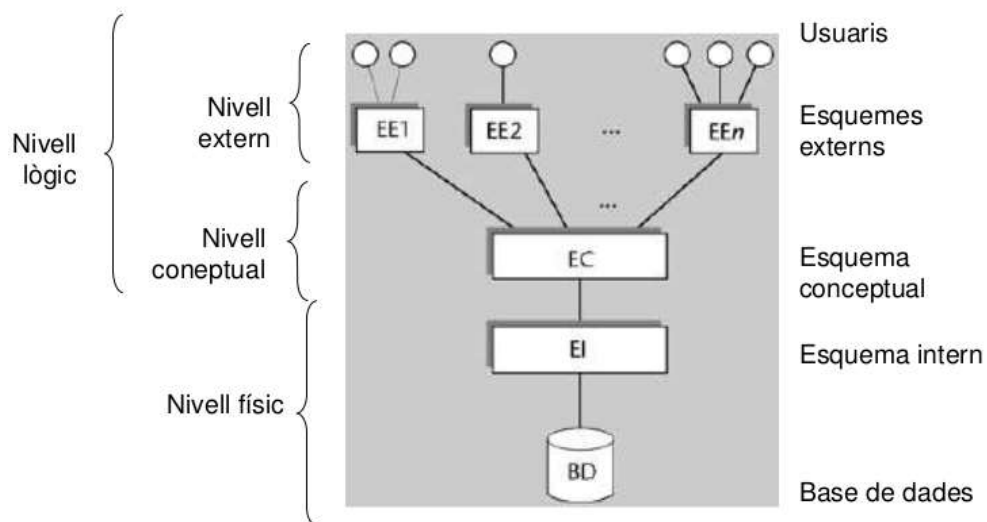 Usuaris
Nivell
extern
EE1
EE2
...
EEn
Esquemes
externs
Nivell
lògic
...
Nivell
coneptual
EC
Esquema
conceptual
EI
Esquema intern
Nivell físic
BD
Base de dades